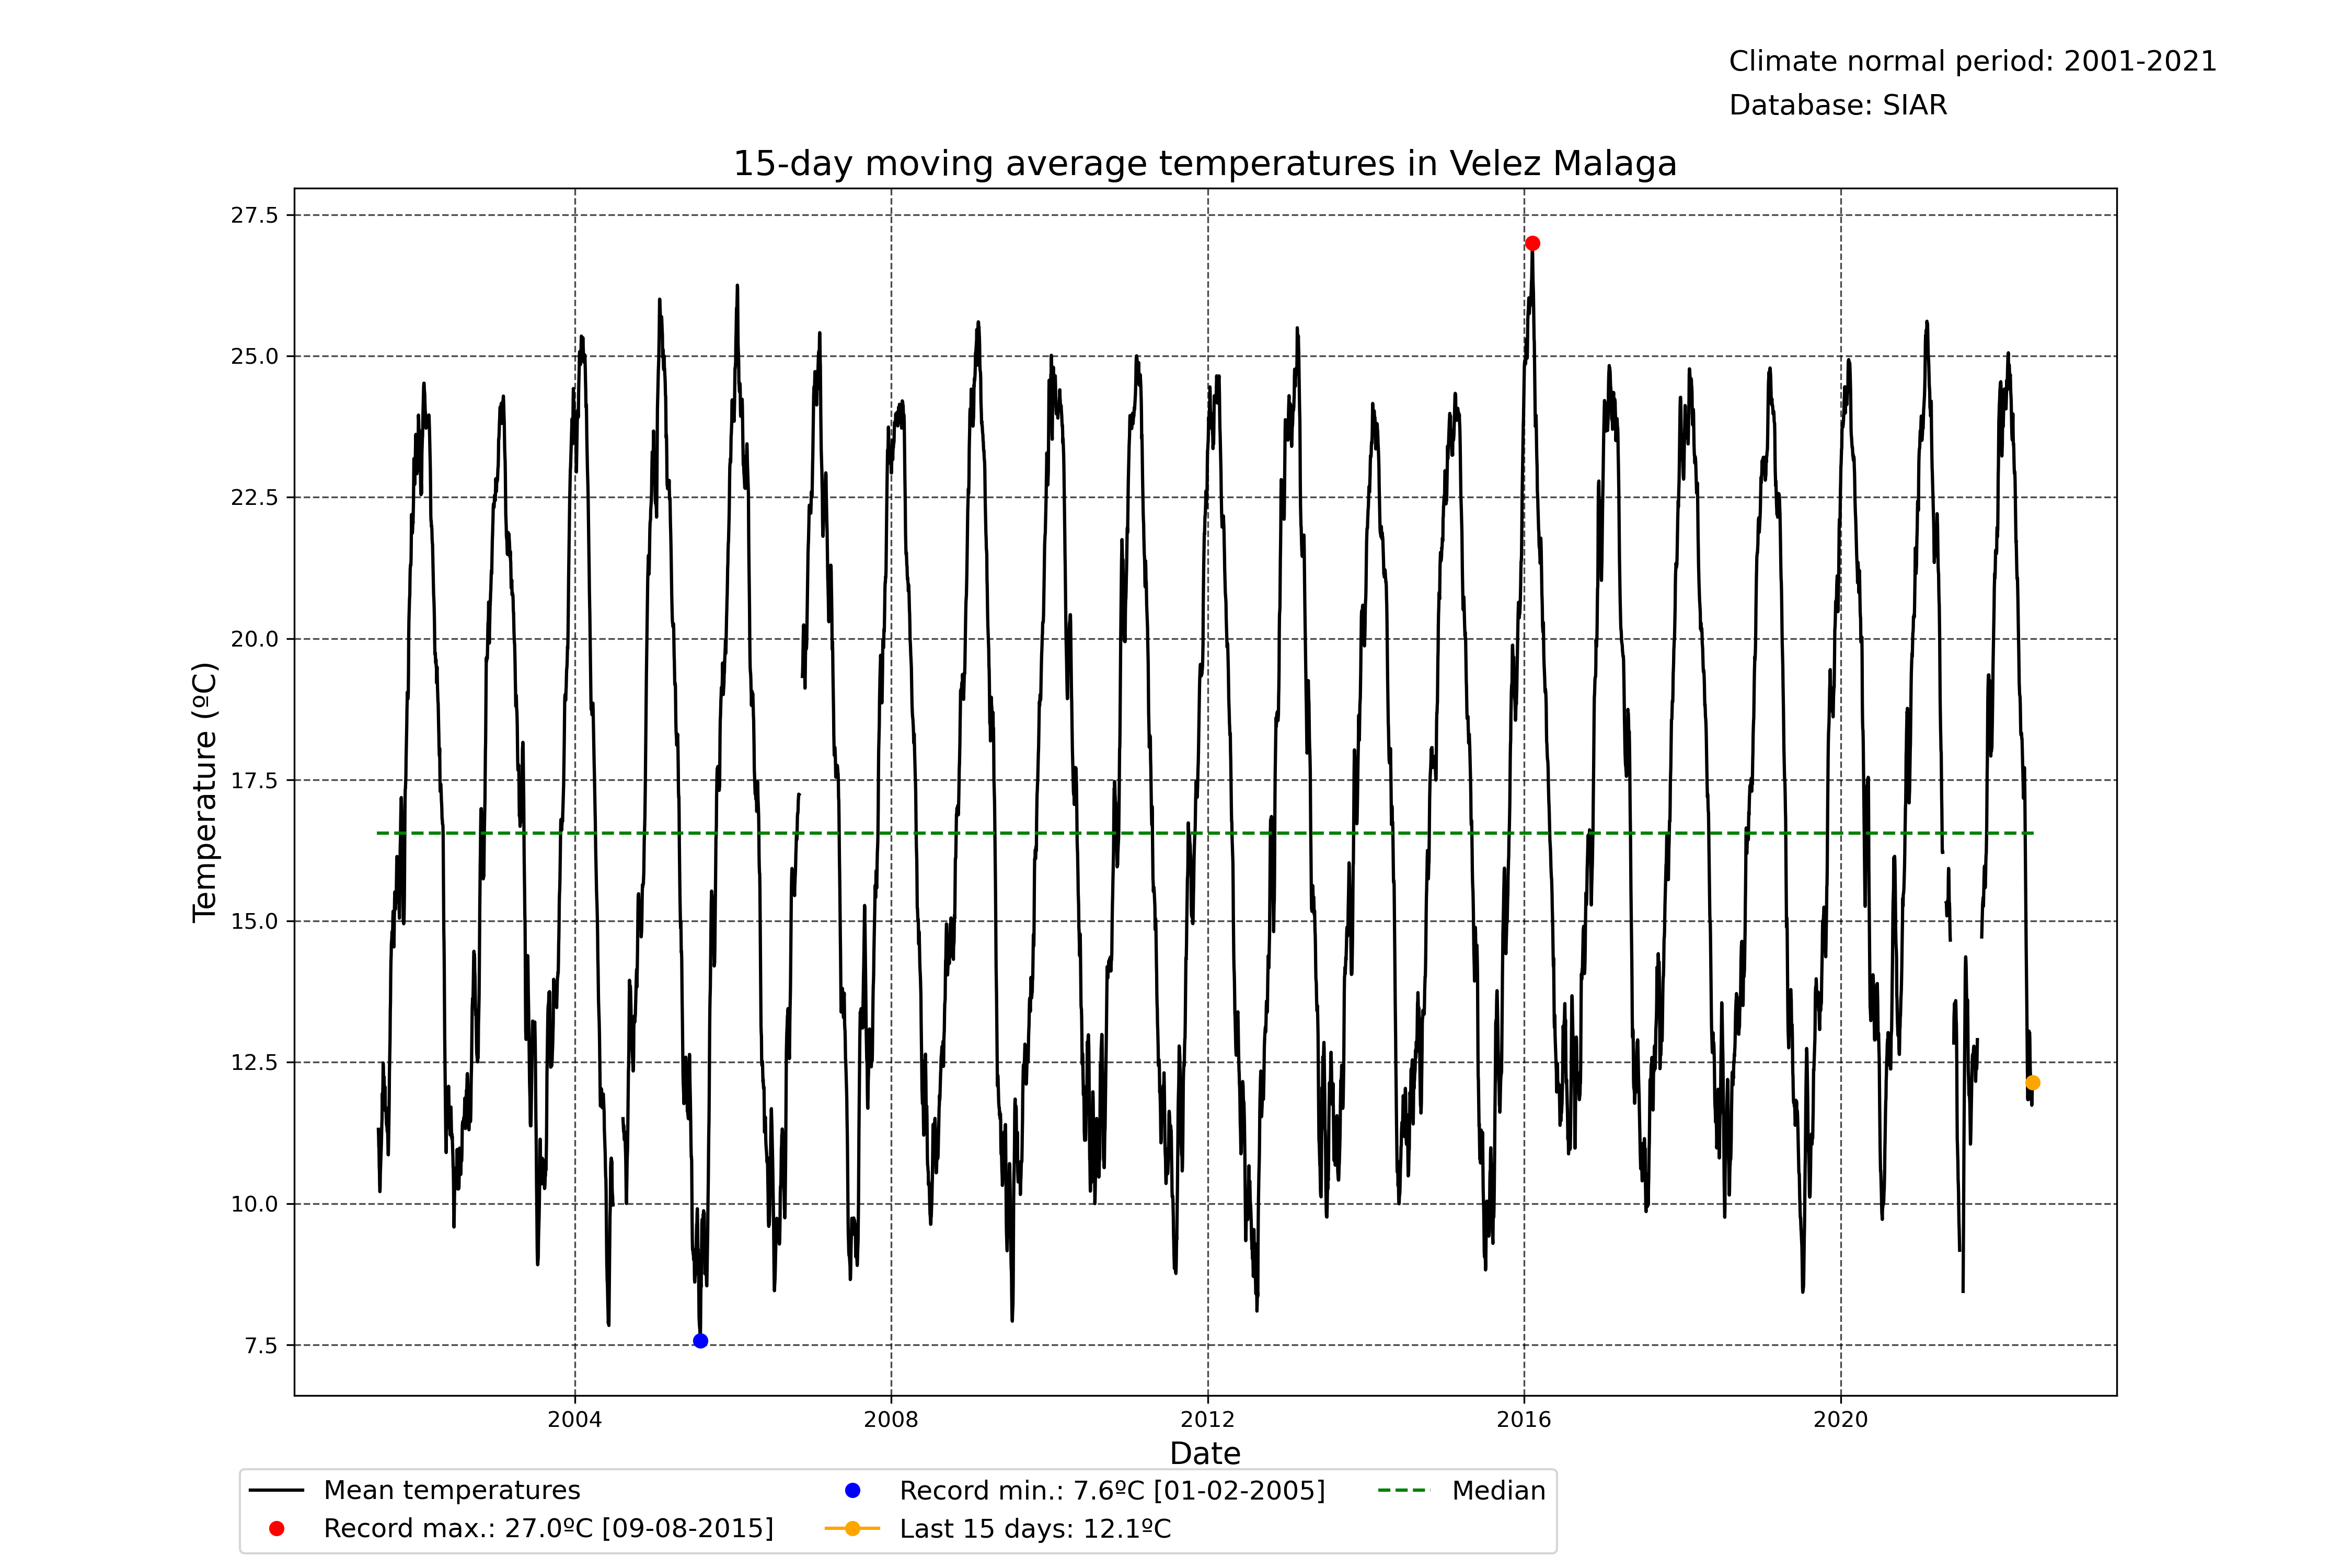 Climate normal period: 2001-2021
Database: SIAR
15-day moving average temperatures in Velez Malaga
27.5
25.0
22.5
20.0
17.5
15.0
12.5
10.0
7.5
Temperature (ºC)
2004 2008 2012 2016 2020
Date
Mean temperatures
Record max.: 27.0ºC [09-08-2015]
Record min.: 7.6ºC [01-02-2005]
Last 15 days: 12.1ºC
Median